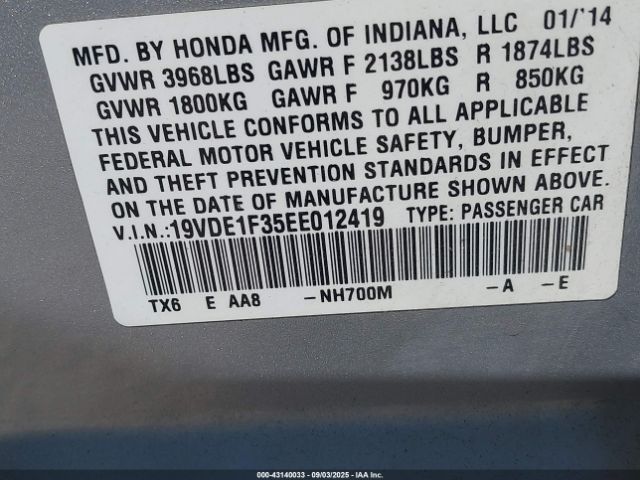 MFD. BY HONDA MFG. OF INDIANA, LLC 01/'14
GVWR 3968LBS GAWR F 2138LBS R 1874LBS
GVWR 1800KG GAWR F 970KG R 850KG
THIS VEHICLE CONFORMS TO ALL APPLICABLE
FEDERAL MOTOR VEHICLE SAFETY, BUMPER,
AND THEFT PREVENTION STANDARDS IN EFFECT
ON THE DATE OF MANUFACTURE SHOWN ABOVE.
V.I.N.:19VDE1F35EE012419 TYPE: PASSENGER CAR
TX6 E AA8 -NH700M -A -E
000-43140033 - 09/03/2025 - IAAI.COM